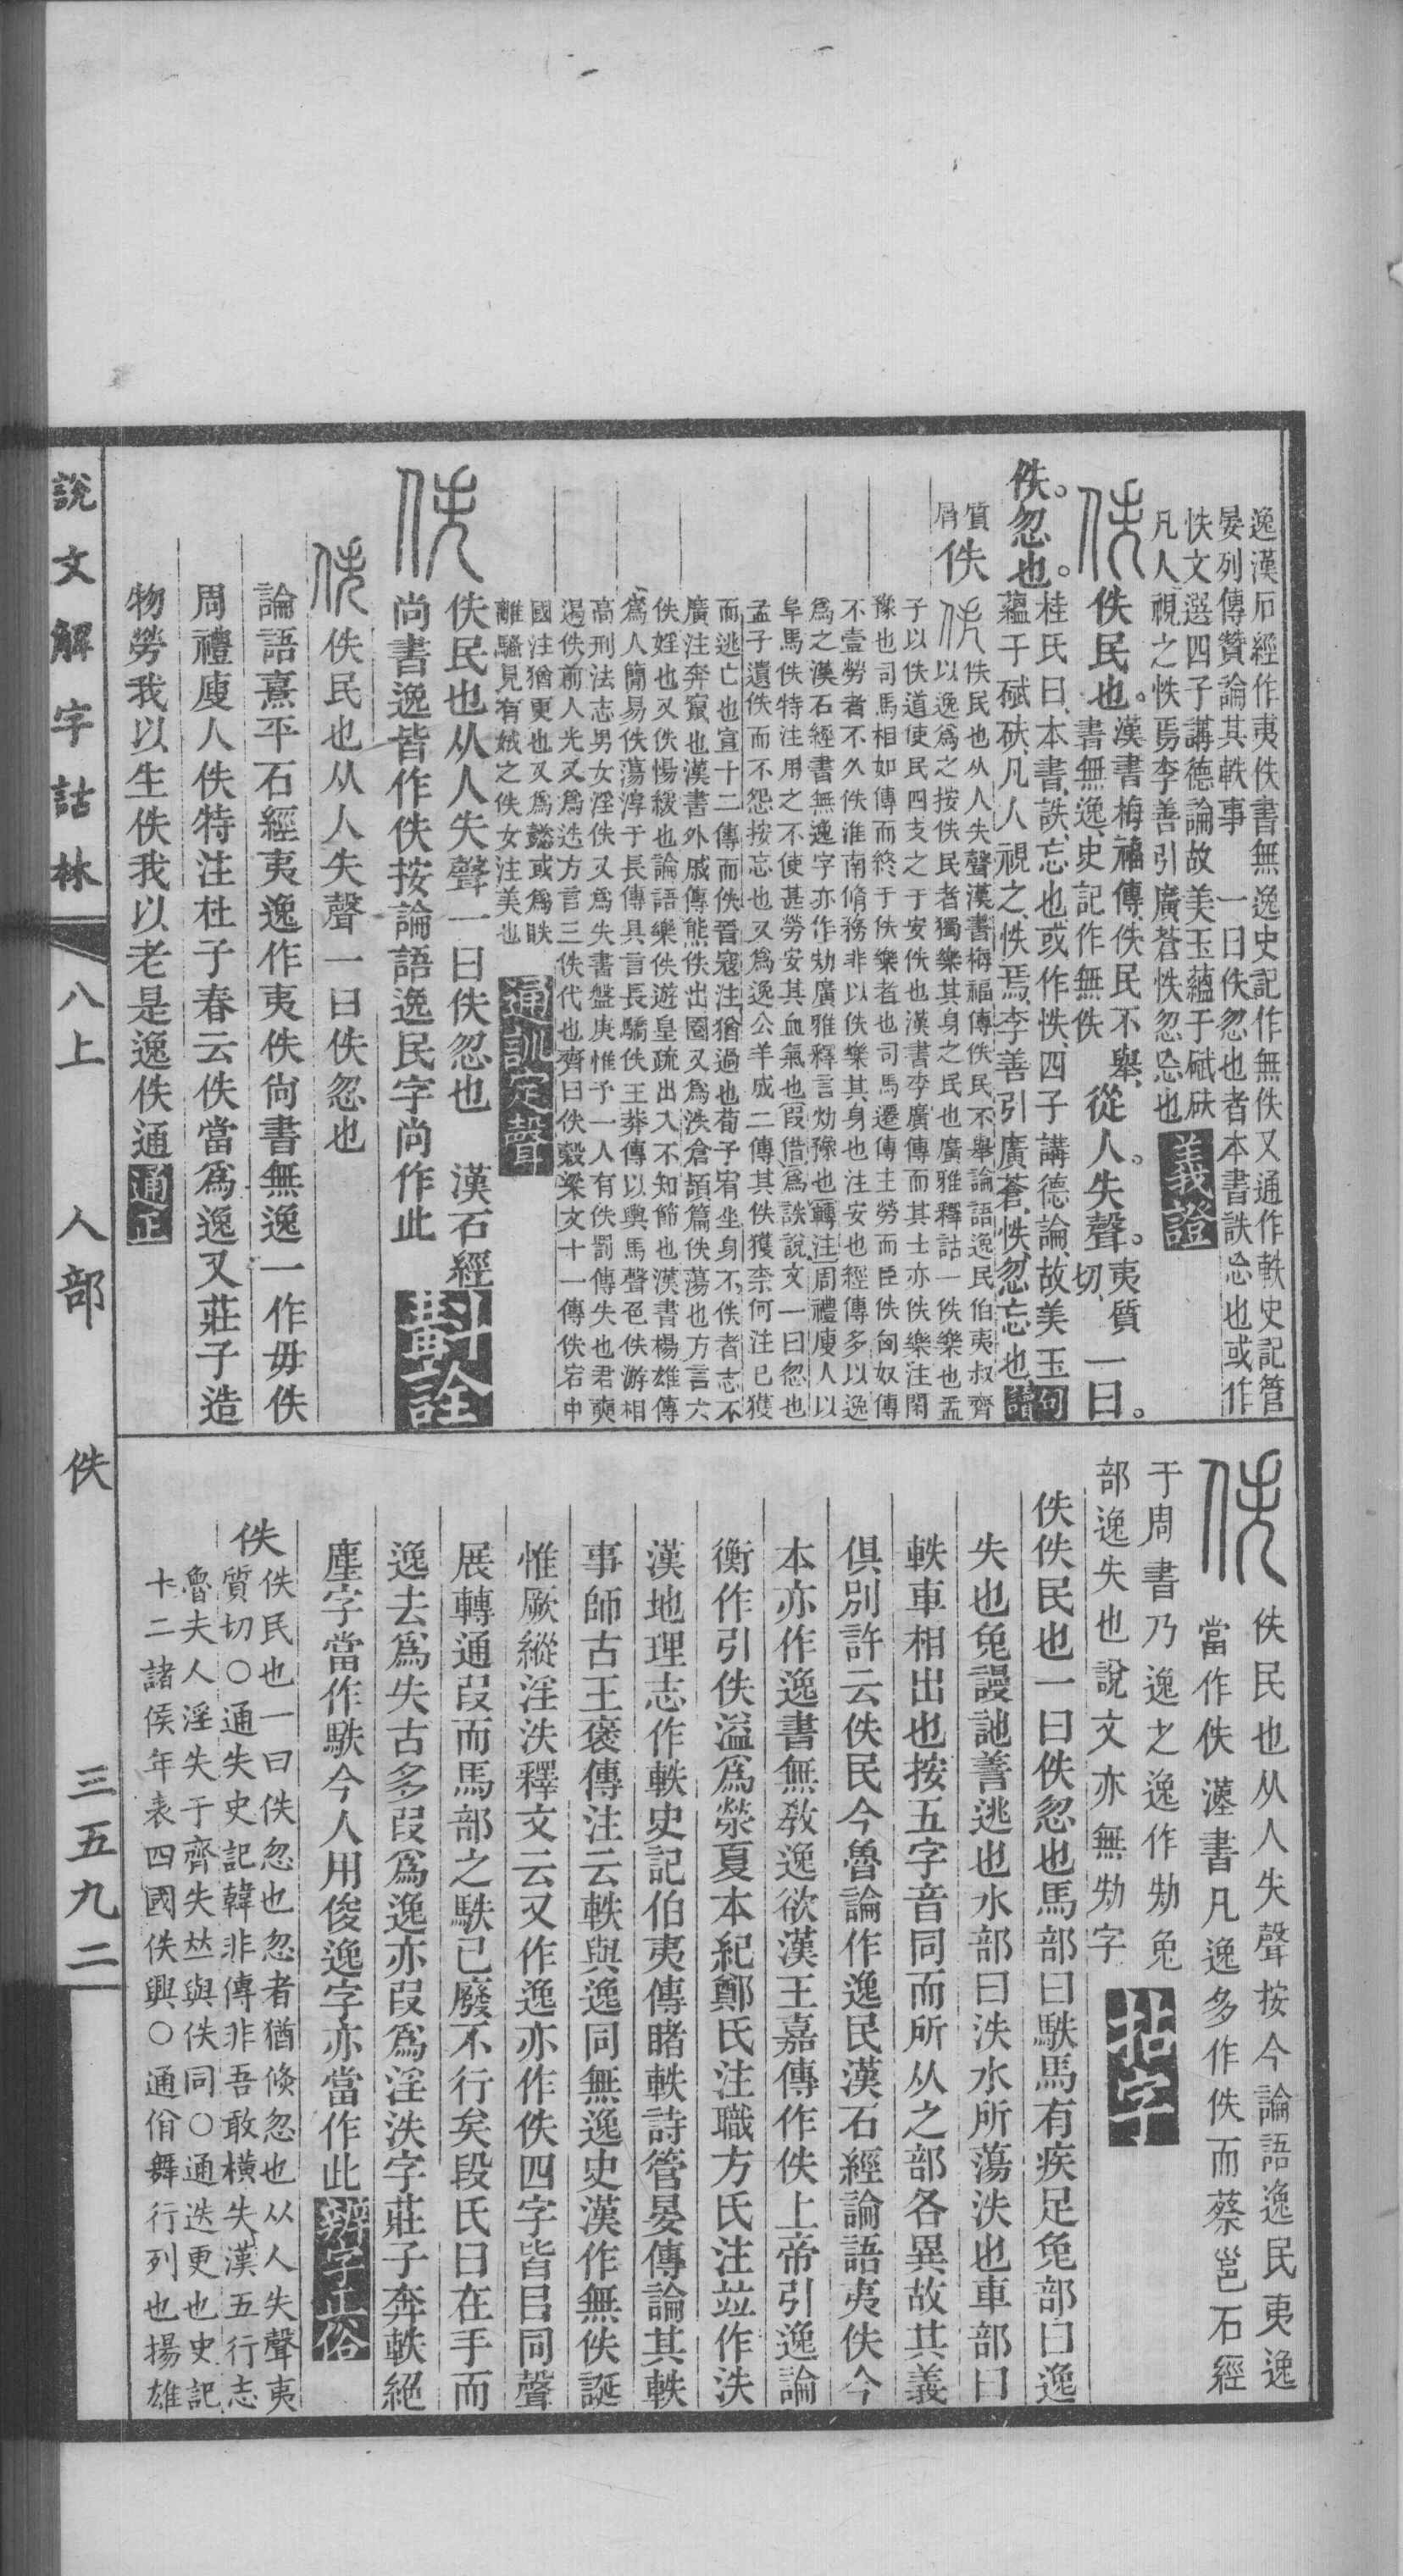 逸漢石經作夷佚書無逸史記作無佚又通作軼史記管
晏列傳贊論其軼事　一曰佚忽也者本書詄忘也或作
怢文選四子講德論故美玉蘊于碔砆
凡人視之怢焉李善引廣蒼怢忽忘也　義證
佚民也。漢書梅福傳、佚民不舉、
書無逸、史記作無佚
從人失聲。夷質切、一曰。
佚。忽也。桂氏曰、本書、詄、忘也、或作怢、四子講德論、故美玉
蘊于碔砆、凡人視之、怢焉、李善引廣蒼、怢、忽忘也　句讀
質
屑　佚
佚民也从人失聲漢書梅福傳佚民不舉論語逸民伯夷叔齊
以逸爲之按佚民者獨樂其身之民也廣雅釋詁一佚樂也孟
子以佚道使民四支之于安佚也漢書李廣傳而其士亦佚樂注閑
豫也司馬相如傳而終于佚樂者也司馬遷傳主勞而臣佚匈奴傳
不壹勞者不久佚淮南脩務非以佚樂其身也注安也經傳多以逸
爲之漢石經書無逸字亦作劮廣雅釋言劮豫也轉注周禮廋人以
阜馬佚特注用之不使甚勞安其血氣也叚借爲詄說文一曰忽也
孟子遺佚而不怨按忘也又爲逸公羊成二傳其佚獲柰何注已獲
而逃亡也宣十二傳而佚晉寇注猶過也荀子宥坐身不佚者志不
廣注奔竄也漢書外戚傳熊佚出圈又爲泆倉頡篇佚蕩也方言六
佚婬也又佚惕緩也論語樂佚遊皇疏出入不知節也漢書楊雄傳
爲人簡易佚蕩淳于長傳具言長驕佚王莽傳以輿馬聲色佚游相
高刑法志男女淫佚又爲失書盤庚惟予一人有佚罰傳失也君奭
遏佚前人光又爲迭方言三佚代也齊曰佚穀梁文十一傳佚宕中
國注猶更也又爲懿或爲眣
離騷見有娀之佚女注美也　通訓定聲
佚民也从人失聲一曰佚忽也　漢石經
尚書逸皆作佚按論語逸民字尚作此　斠詮
佚民也从人失聲一曰佚忽也
論語熹平石經夷逸作夷佚尙書無逸一作毋佚
周禮廋人佚特注杜子春云佚當爲逸又莊子造
物勞我以生佚我以老是逸佚通　通正
佚民也从人失聲按今論語逸民夷逸
當作佚漢書凡逸多作佚而蔡邕石經
于周書乃逸之逸作劮兔
部逸失也說文亦無劮字　拈字
佚佚民也一曰佚忽也馬部曰駃馬有疾足兔部曰逸
失也兔謾訑善逃也水部曰泆水所蕩泆也車部曰
軼車相出也按五字音同而所从之部各異故其義
俱別許云佚民今魯論作逸民漢石經論語夷佚今
本亦作逸書無敎逸欲漢王嘉傳作佚上帝引逸論
衡作引佚溢爲滎夏本紀鄭氏注職方氏注竝作泆
漢地理志作軼史記伯夷傳睹軼詩管晏傳論其軼
事師古王褒傳注云軼與逸同無逸史漢作無佚誕
惟厥縱淫泆釋文云又作逸亦作佚四字皆㠯同聲
展轉通叚而馬部之駃已廢不行矣段氏曰在手而
逸去爲失古多叚爲逸亦叚爲淫泆字莊子奔軼絕
塵字當作駃今人用俊逸字亦當作此　辨字正俗
佚
佚民也一曰佚忽也忽者猶倏忽也从人失聲夷
質切○通失史記韓非傳非吾敢橫失漢五行志
魯夫人淫失于齊失竝與佚同○通迭更也史記
十二諸侯年表四國佚興○通佾舞行列也揚雄
說文解字詁林　八上　人部　佚　三五九二